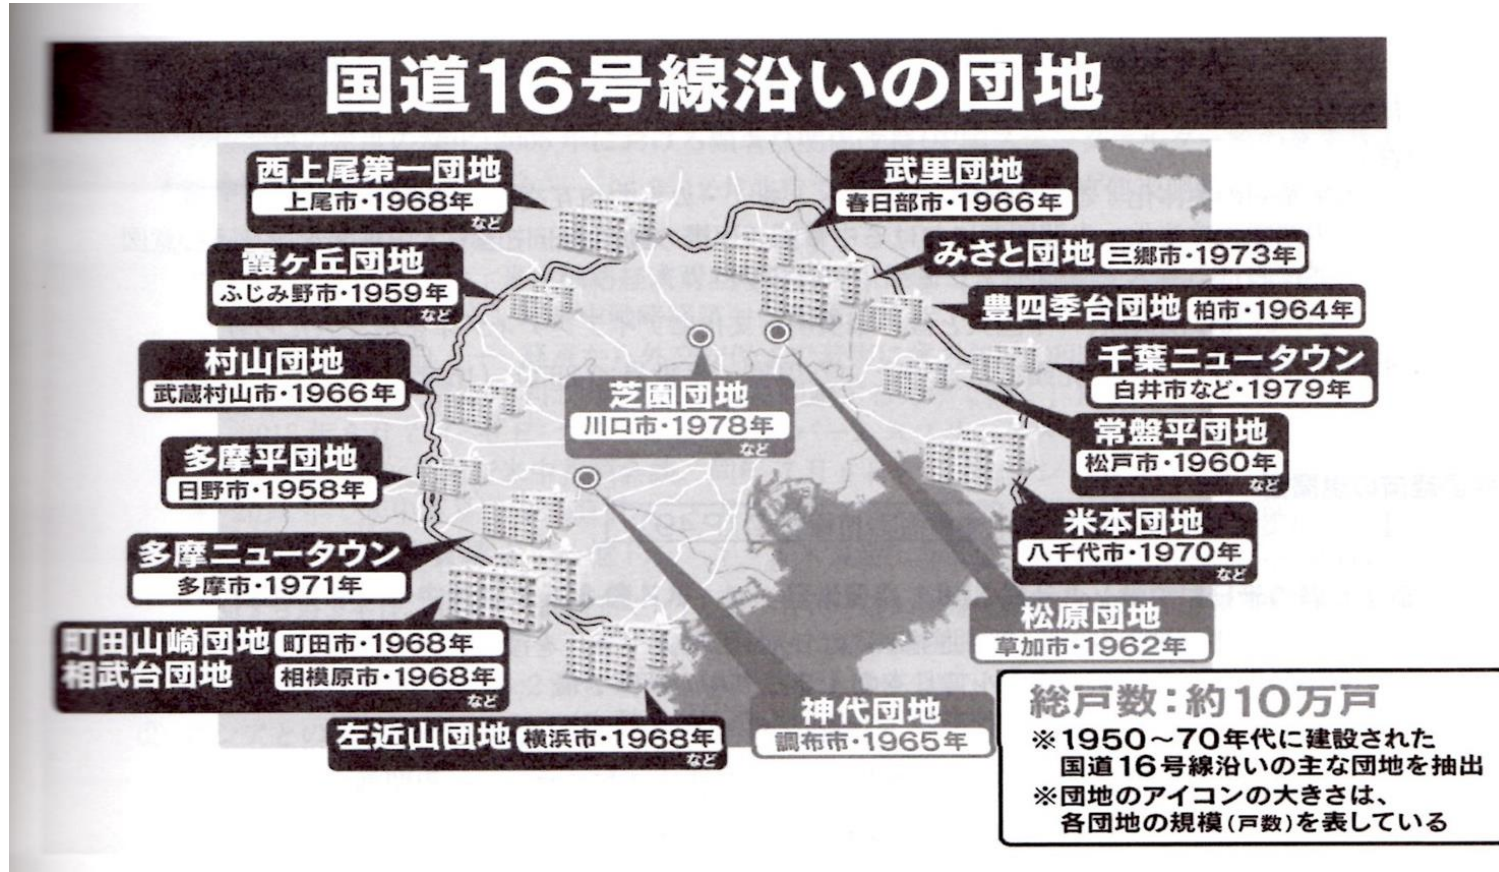 国道16号線沿いの団地
西上尾第一団地
上尾市・1968年
など
武里団地
春日部市・1966年
霞ヶ丘団地
ふじみ野市・1959年
など
みさと団地 三郷市・1973年
豊四季台団地 柏市・1964年
村山団地
武蔵村山市・1966年
芝園団地
川口市・1978年
など
千葉ニュータウン
白井市など・1979年
常盤平団地
松戸市・1960年
など
多摩平団地
日野市・1958年
米本団地
八千代市・1970年
など
多摩ニュータウン
多摩市・1971年
松原団地
草加市・1962年
町田山崎団地 町田市・1968年
相武台団地 相模原市・1968年
など
神代団地
調布市・1965年
左近山団地 横浜市・1968年
など
総戸数：約10万戸
※1950～70年代に建設された
国道16号線沿いの主な団地を抽出
※団地のアイコンの大きさは、
各団地の規模(戸数)を表している